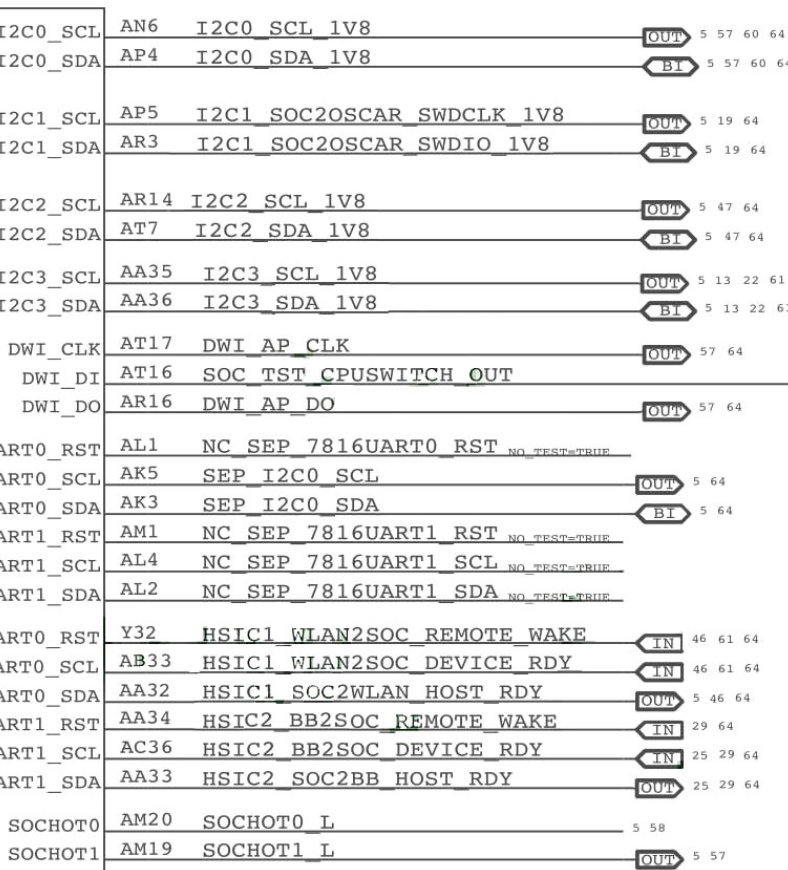 I2C0_SCL AN6 I2C0_SCL_1V8 OUT 5 57 60 64
I2C0_SDA AP4 I2C0_SDA_1V8 BI 5 57 60 64
I2C1_SCL AP5 I2C1_SOC2OSCAR_SWDCLK_1V8 OUT 5 19 64
I2C1_SDA AR3 I2C1_SOC2OSCAR_SWDIO_1V8 BI 5 19 64
I2C2_SCL AR14 I2C2_SCL_1V8 OUT 5 47 64
I2C2_SDA AT7 I2C2_SDA_1V8 BI 5 47 64
I2C3_SCL AA35 I2C3_SCL_1V8 OUT 5 13 22 61
I2C3_SDA AA36 I2C3_SDA_1V8 BI 5 13 22 61
DWI_CLK AT17 DWI_AP_CLK OUT 57 64
DWI_DI AT16 SOC_TST_CPUSWITCH_OUT
DWI_DO AR16 DWI_AP_DO OUT 57 64
ART0_RST AL1 NC_SEP_7816UART0_RST NO_TEST=TRUE
ART0_SCL AK5 SEP_I2C0_SCL OUT 5 64
ART0_SDA AK3 SEP_I2C0_SDA BI 5 64
ART1_RST AM1 NC_SEP_7816UART1_RST NO_TEST=TRUE
ART1_SCL AL4 NC_SEP_7816UART1_SCL NO_TEST=TRUE
ART1_SDA AL2 NC_SEP_7816UART1_SDA NO_TEST=TRUE
ART0_RST Y32 HSIC1_WLAN2SOC_REMOTE_WAKE IN 46 61 64
ART0_SCL AB33 HSIC1_WLAN2SOC_DEVICE_RDY IN 46 61 64
ART0_SDA AA32 HSIC1_SOC2WLAN_HOST_RDY OUT 5 46 64
ART1_RST AA34 HSIC2_BB2SOC_REMOTE_WAKE IN 29 64
ART1_SCL AC36 HSIC2_BB2SOC_DEVICE_RDY IN 25 29 64
ART1_SDA AA33 HSIC2_SOC2BB_HOST_RDY OUT 25 29 64
SOCHOT0 AM20 SOCHOT0_L 5 58
SOCHOT1 AM19 SOCHOT1_L OUT 5 57